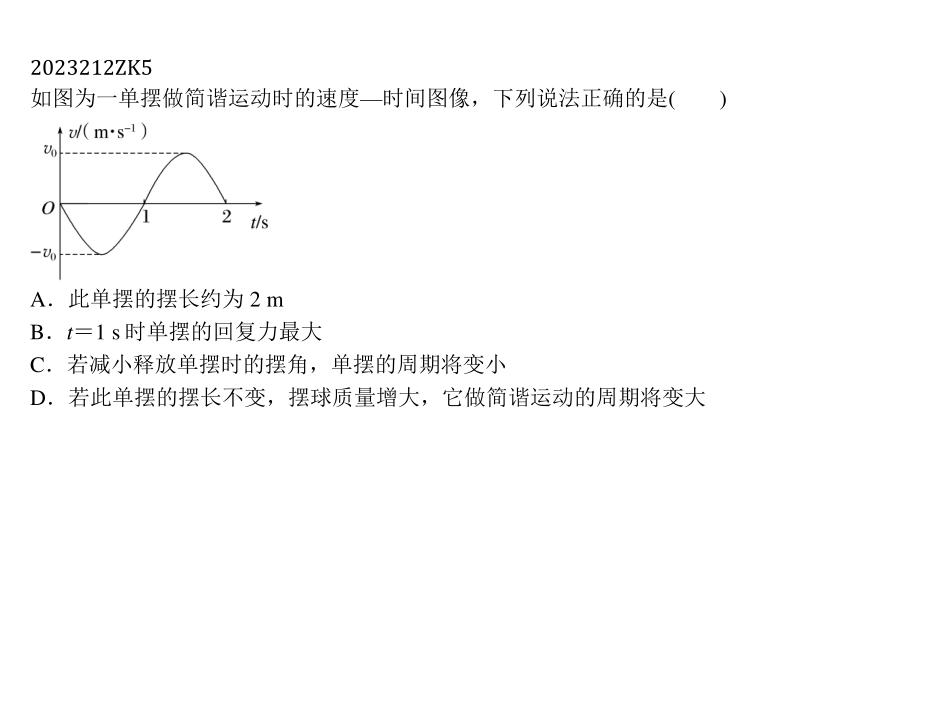 2023212ZK5
如图为一单摆做简谐运动时的速度—时间图像，下列说法正确的是(　　)
v/( m·s⁻¹ )
v₀
O
1
2
t/s
−v₀
A．此单摆的摆长约为 2 m
B．t＝1 s 时单摆的回复力最大
C．若减小释放单摆时的摆角，单摆的周期将变小
D．若此单摆的摆长不变，摆球质量增大，它做简谐运动的周期将变大